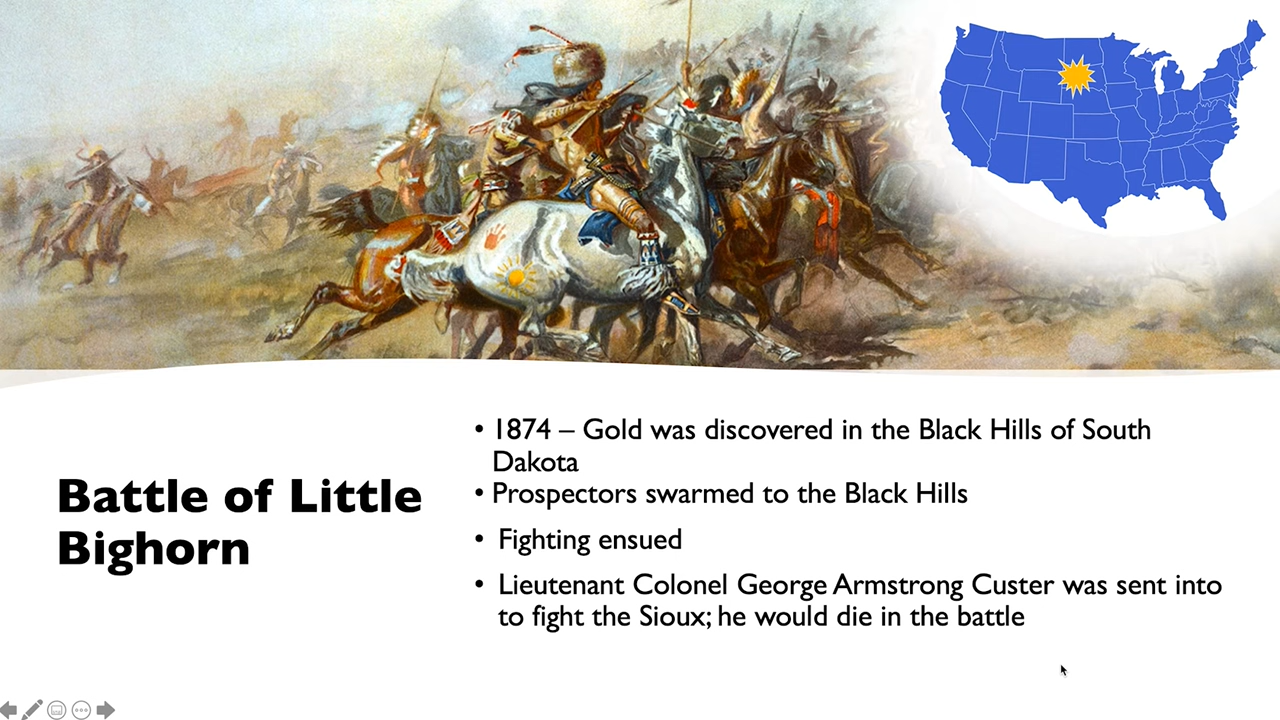 Battle of Little
Bighorn
• 1874 – Gold was discovered in the Black Hills of South
Dakota
• Prospectors swarmed to the Black Hills
• Fighting ensued
• Lieutenant Colonel George Armstrong Custer was sent into
to fight the Sioux; he would die in the battle